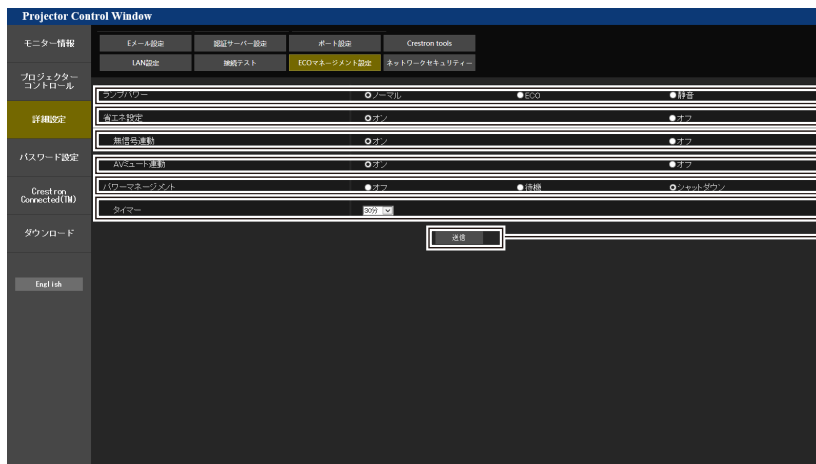 Projector Control Window
モニター情報
プロジェクター
コントロール
詳細設定
パスワード設定
Crestron
Connected(TM)
ダウンロード
English
Eメール設定 認証サーバー設定 ポート設定 Crestron tools
LAN設定 接続テスト ECOマネージメント設定 ネットワークセキュリティー
ランプパワー ノーマル ECO 静音
省エネ設定 オン オフ
無信号連動 オン オフ
AVミュート連動 オン オフ
パワーマネージメント オフ 待機 シャットダウン
タイマー 30分
送信